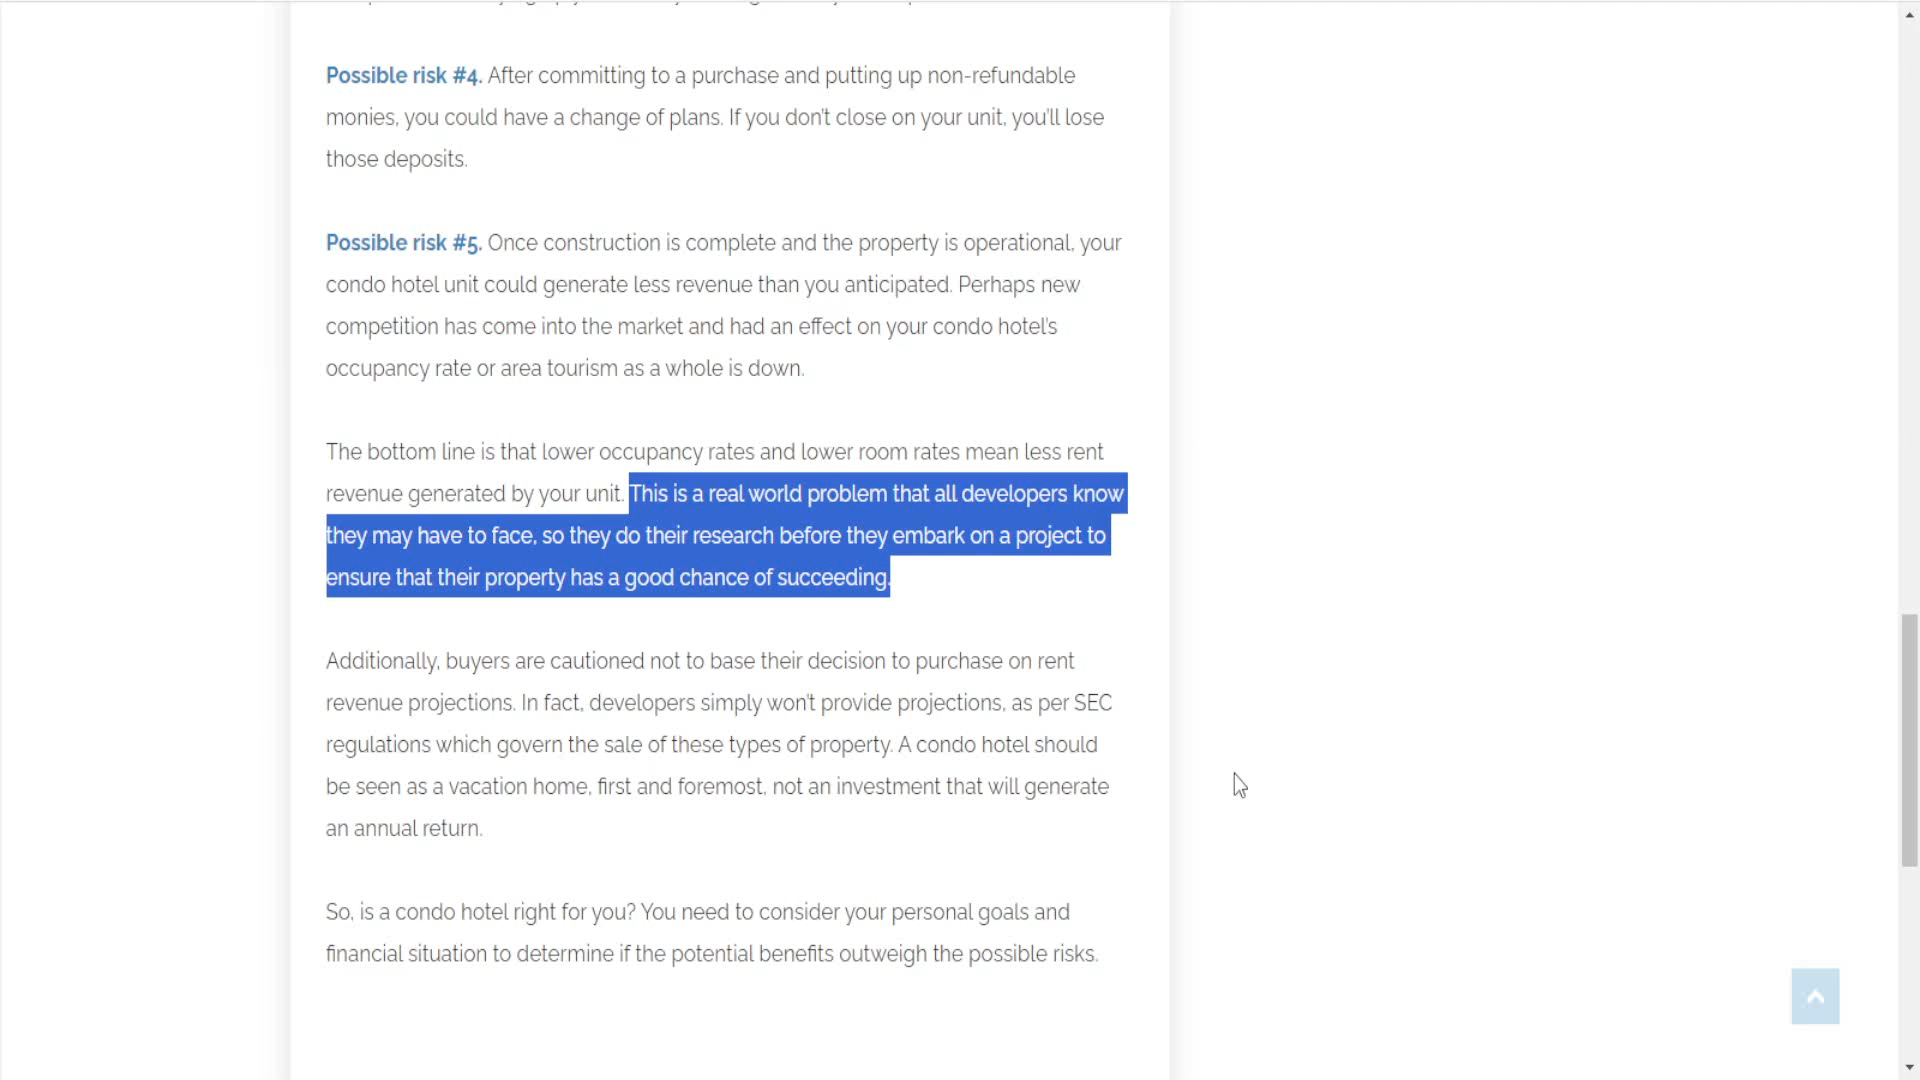 Possible risk #4. After committing to a purchase and putting up non-refundable
monies, you could have a change of plans. If you don't close on your unit, you'll lose
those deposits.
Possible risk #5. Once construction is complete and the property is operational, your
condo hotel unit could generate less revenue than you anticipated. Perhaps new
competition has come into the market and had an effect on your condo hotel's
occupancy rate or area tourism as a whole is down.
The bottom line is that lower occupancy rates and lower room rates mean less rent
revenue generated by your unit. This is a real world problem that all developers know
they may have to face, so they do their research before they embark on a project to
ensure that their property has a good chance of succeeding.
Additionally, buyers are cautioned not to base their decision to purchase on rent
revenue projections. In fact, developers simply won't provide projections, as per SEC
regulations which govern the sale of these types of property. A condo hotel should
be seen as a vacation home, first and foremost, not an investment that will generate
an annual return.
So, is a condo hotel right for you? You need to consider your personal goals and
financial situation to determine if the potential benefits outweigh the possible risks.